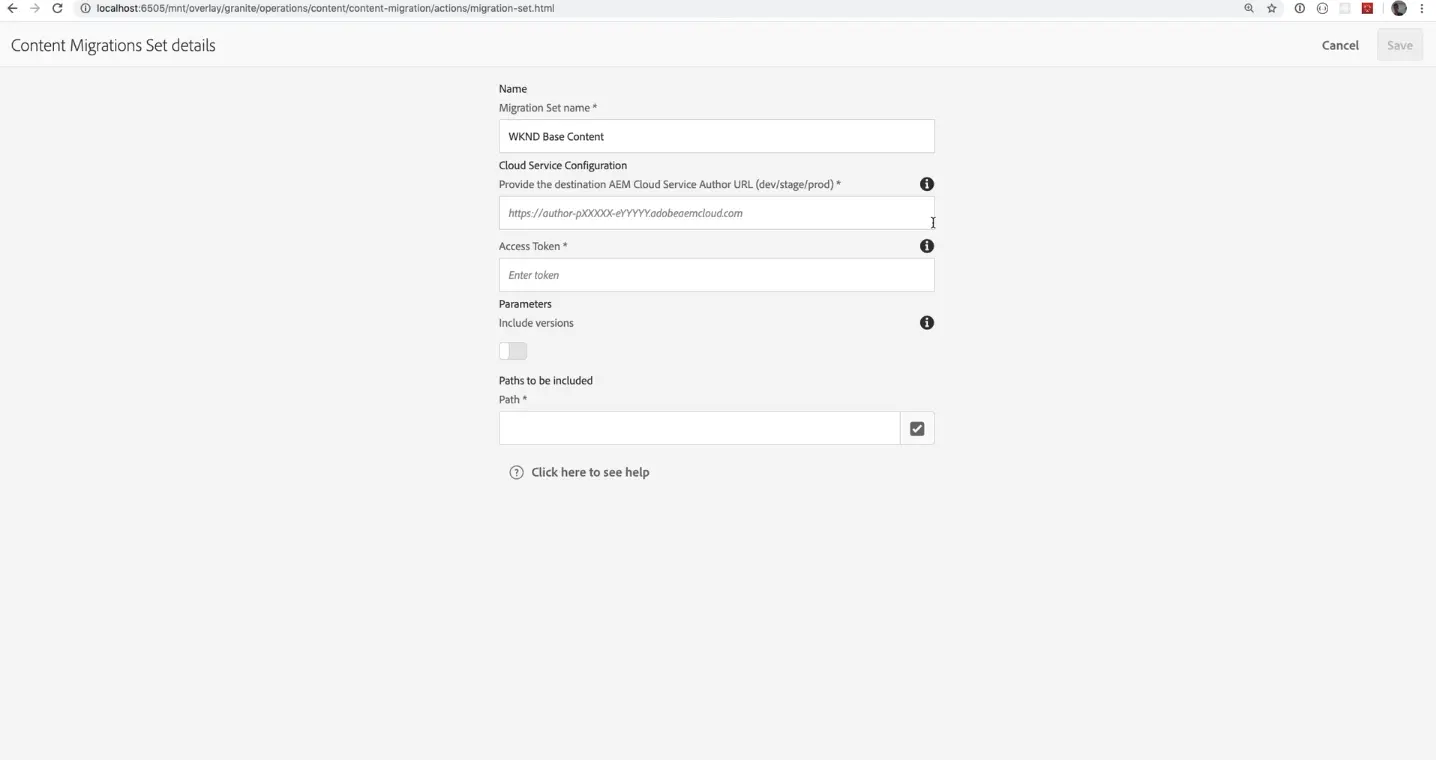 localhost:6505/mnt/overlay/granite/operations/content/content-migration/actions/migration-set.html
Content Migrations Set details
Cancel
Save
Name
Migration Set name *
WKND Base Content
Cloud Service Configuration
Provide the destination AEM Cloud Service Author URL (dev/stage/prod) *
https://author-pXXXXX-eYYYYY.adobeaemcloud.com
Access Token *
Enter token
Parameters
Include versions
Paths to be included
Path *
? Click here to see help